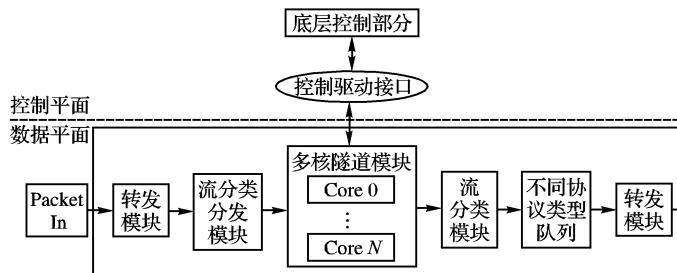 底层控制部分
控制驱动接口
控制平面
数据平面
Packet
In
转发
模块
流分类
分发
模块
多核隧道模块
Core 0
⋮
Core N
流
分类
模块
不同协
议类型
队列
转发
模块